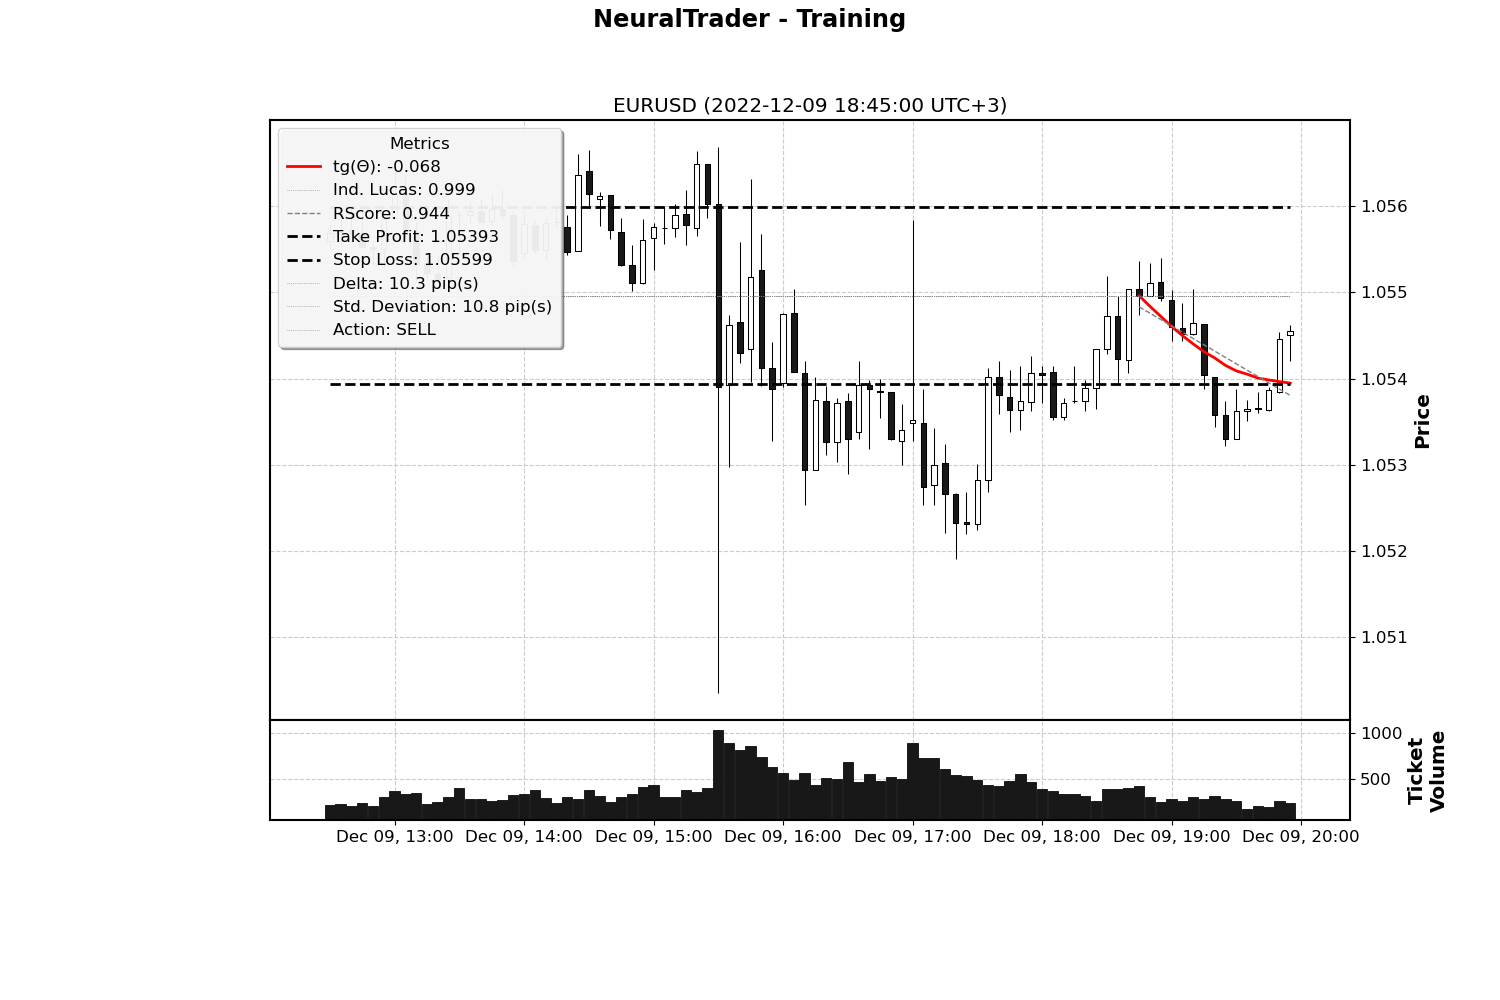 NeuralTrader - Training
EURUSD (2022-12-09 18:45:00 UTC+3)
Metrics
tg(Θ): -0.068
Ind. Lucas: 0.999
RScore: 0.944
Take Profit: 1.05393
Stop Loss: 1.05599
Delta: 10.3 pip(s)
Std. Deviation: 10.8 pip(s)
Action: SELL
1.056
1.055
1.054
1.053
1.052
1.051
Price
1000
500
Ticket
Volume
Dec 09, 13:00 Dec 09, 14:00 Dec 09, 15:00 Dec 09, 16:00 Dec 09, 17:00 Dec 09, 18:00 Dec 09, 19:00 Dec 09, 20:00